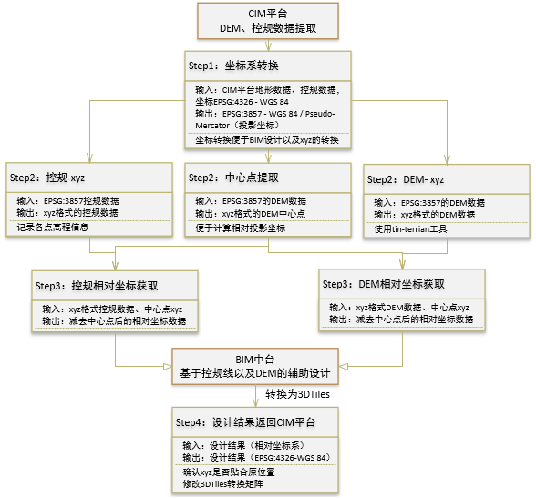 CIM平台
DEM、控规数据提取
Step1：坐标系转换
输入：CIM平台地形数据，控规数据，
坐标EPSG:4326 - WGS 84
输出：EPSG:3857 - WGS 84 / Pseudo-
Mercator（投影坐标）
坐标转换便于BIM设计以及xyz的转换
Step2：控规 xyz
输入：EPSG:3857控规数据
输出：xyz格式的控规数据
记录各点高程信息
Step2：中心点提取
输入：EPSG:3857的DEM数据
输出：xyz格式的DEM中心点
便于计算相对投影坐标
Step2：DEM- xyz
输入：EPSG:3857的DEM数据
输出：xyz格式的DEM数据
使用tin-terrian工具
Step3：控规相对坐标获取
输入：xyz格式控规数据、中心点xyz
输出：减去中心点后的相对坐标数据
Step3：DEM相对坐标获取
输入：xyz格式DEM数据、中心点xyz
输出：减去中心点后的相对坐标数据
BIM中台
基于控规线以及DEM的辅助设计
转换为3DTiles
Step4：设计结果返回CIM平台
输入：设计结果（相对坐标系）
输出：设计结果（EPSG:4326-WGS 84）
确认xyz是否贴合原位置
修改3DTiles转换矩阵